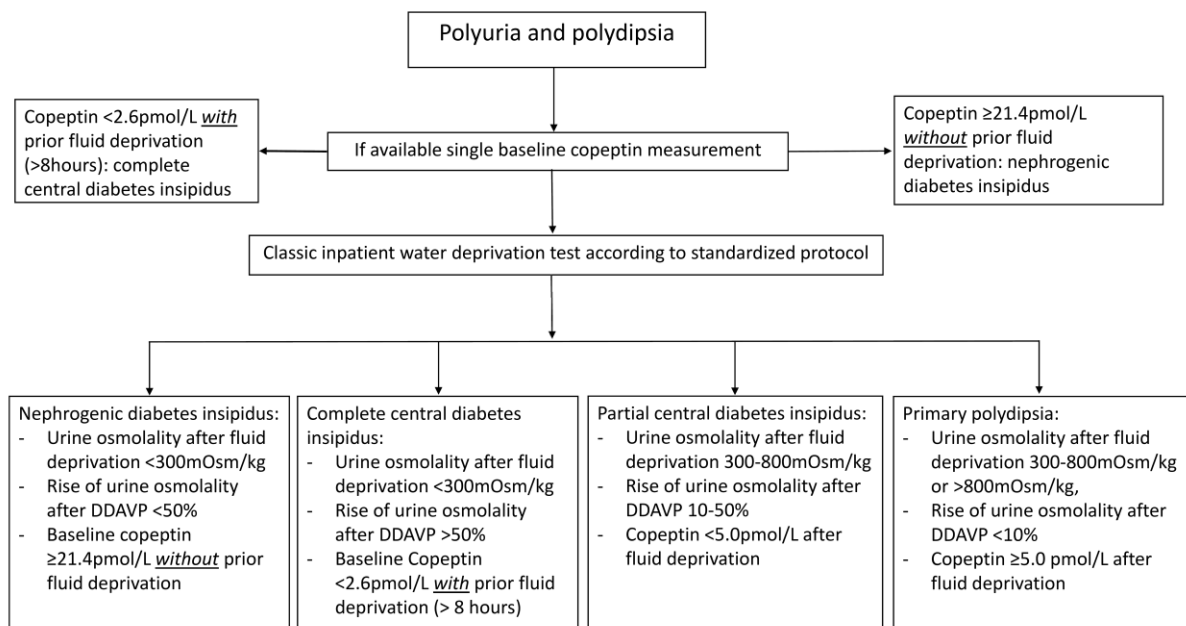 Polyuria and polydipsia
Copeptin <2.6pmol/L with
prior fluid deprivation
(>8hours): complete
central diabetes insipidus
If available single baseline copeptin measurement
Copeptin ≥21.4pmol/L
without prior fluid
deprivation: nephrogenic
diabetes insipidus
Classic inpatient water deprivation test according to standardized protocol
Nephrogenic diabetes insipidus:
- Urine osmolality after fluid
deprivation <300mOsm/kg
- Rise of urine osmolality
after DDAVP <50%
- Baseline copeptin
≥21.4pmol/L without prior
fluid deprivation
Complete central diabetes
insipidus:
- Urine osmolality after fluid
deprivation <300mOsm/kg
- Rise of urine osmolality
after DDAVP >50%
- Baseline Copeptin
<2.6pmol/L with prior fluid
deprivation (> 8 hours)
Partial central diabetes insipidus:
- Urine osmolality after fluid
deprivation 300-800mOsm/kg
- Rise of urine osmolality after
DDAVP 10-50%
- Copeptin <5.0pmol/L after
fluid deprivation
Primary polydipsia:
- Urine osmolality after fluid
deprivation 300-800mOsm/kg
or >800mOsm/kg,
- Rise of urine osmolality after
DDAVP <10%
- Copeptin ≥5.0 pmol/L after
fluid deprivation